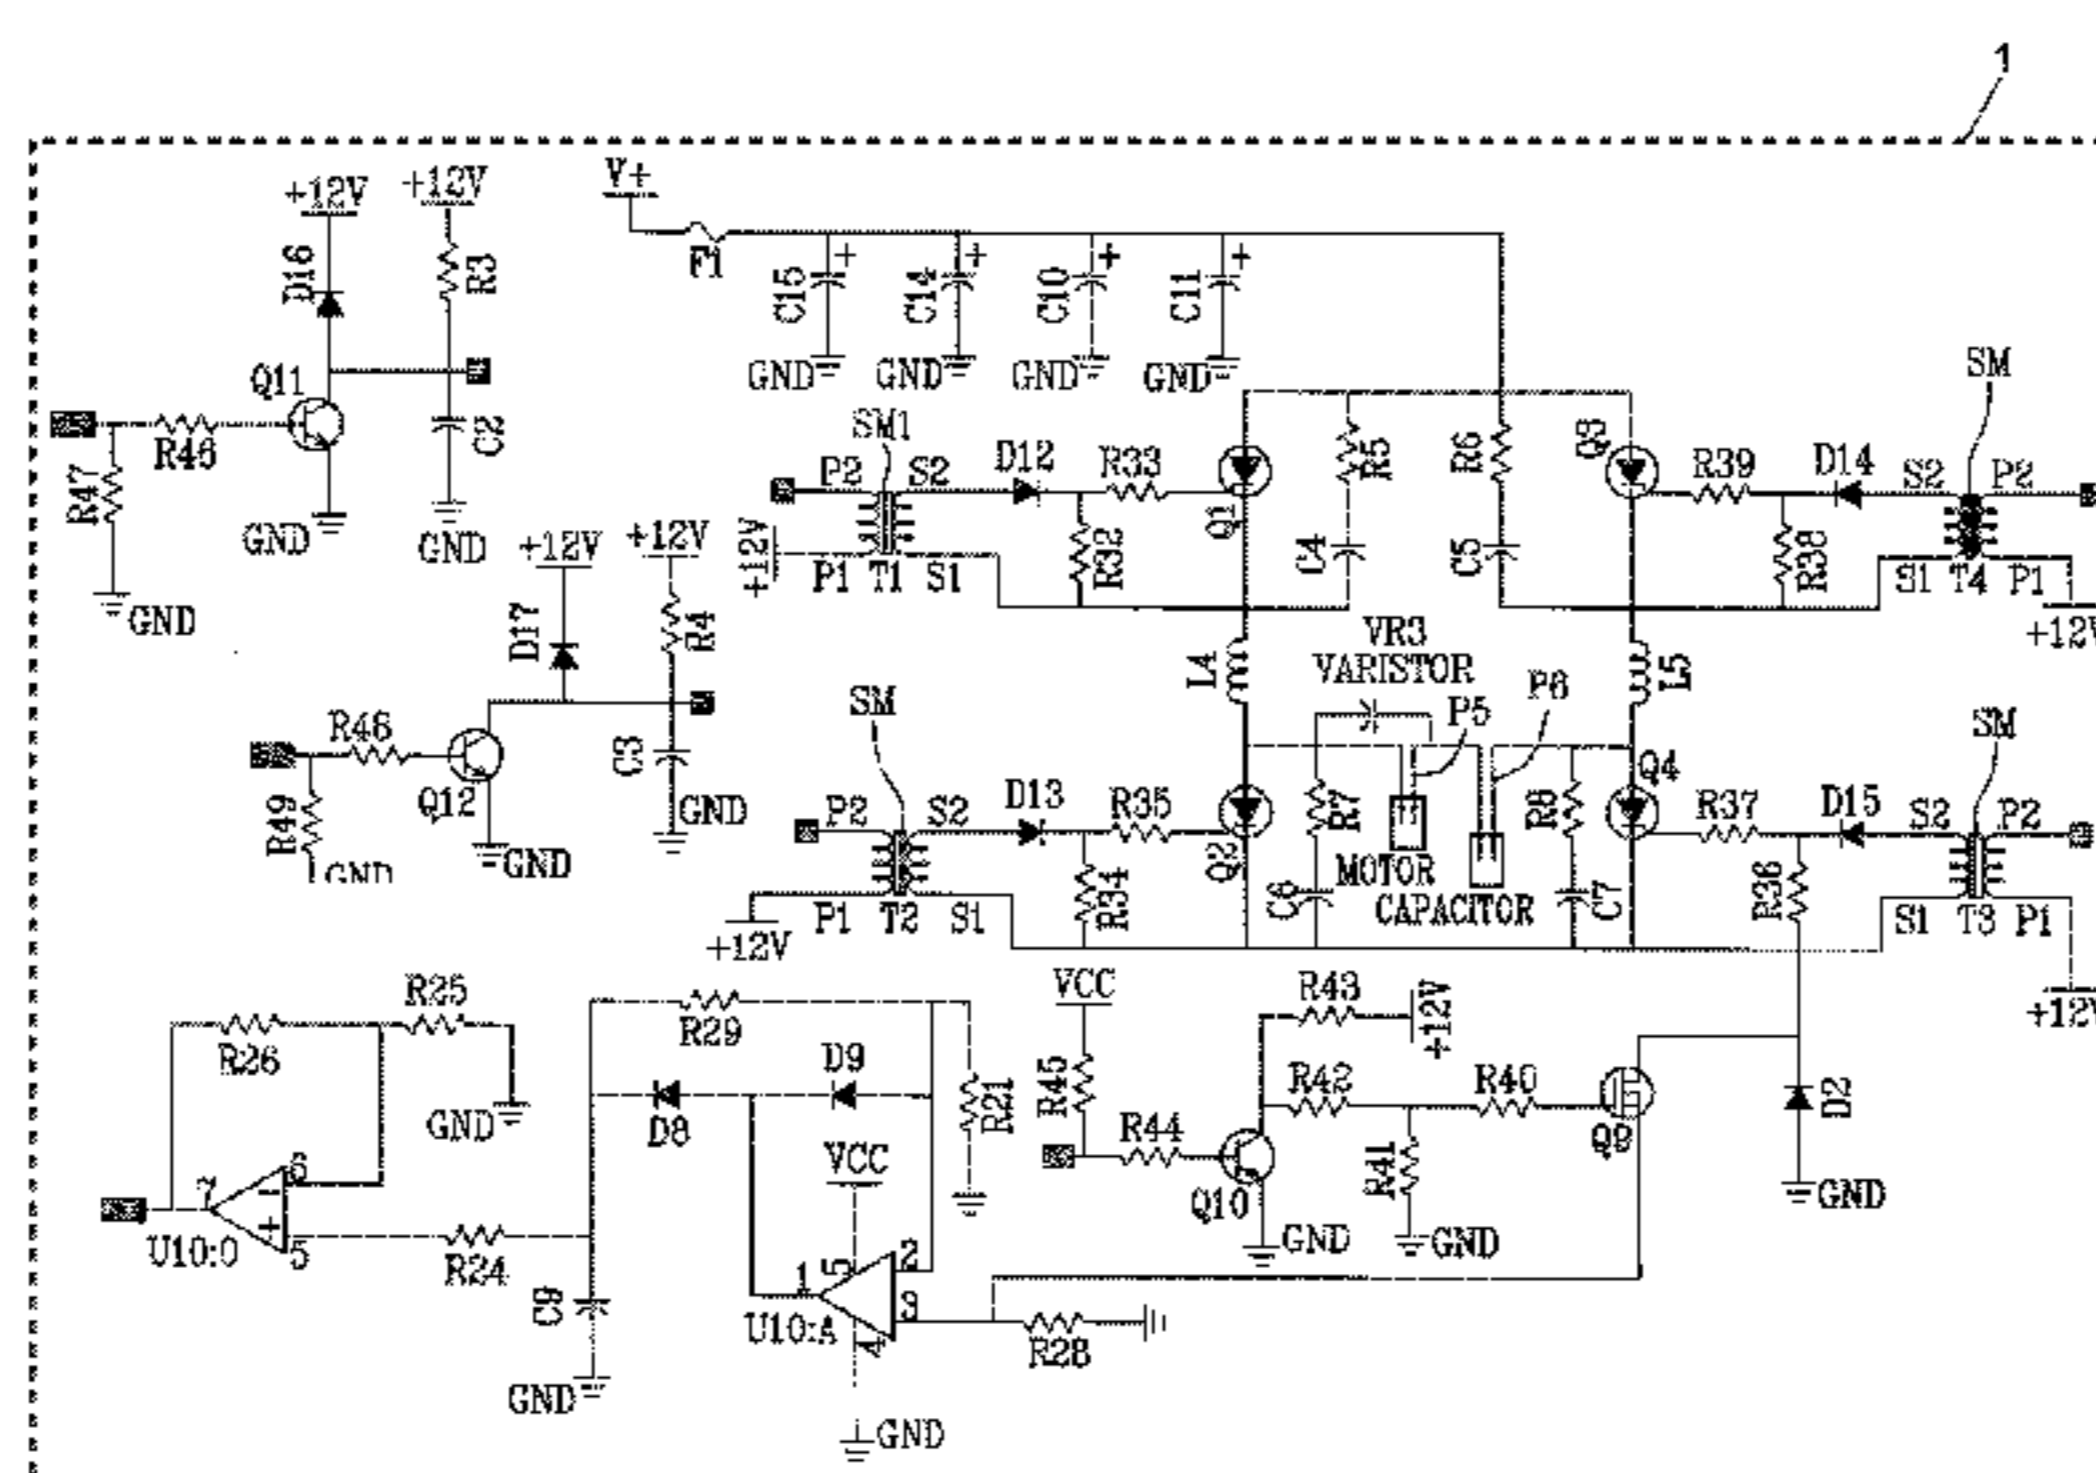 1
V+
+12V
+12V
D16
R3
F1
C15
C14
C10
C11
GND
GND
GND
GND
Q11
R46
R47
C2
GND
GND
GND
SM1
P2
S2
D12
R33
Q1
R5
R6
Q3
R39
D14
S2
SM
P2
+12V
P1
T1
S1
R32
C4
C5
R38
S1
T4
P1
+12V
+12V
+12V
D17
R4
L4
VR3
VARISTOR
P5
P6
L5
R48
Q12
R49
C3
GND
GND
GND
SM
P2
S2
D13
R35
Q2
R7
R8
Q4
R37
D15
S2
SM
P2
MOTOR
CAPACITOR
C6
C7
R34
R36
+12V
P1
T2
S1
S1
T3
P1
+12V
R25
R26
GND
R29
D9
D8
R21
VCC
VCC
R45
R44
Q10
R43
+12V
R42
R40
R41
Q9
D2
GND
GND
GND
7
6
5
U10:0
R24
C9
GND
1
5
2
3
4
U10:A
R28
GND